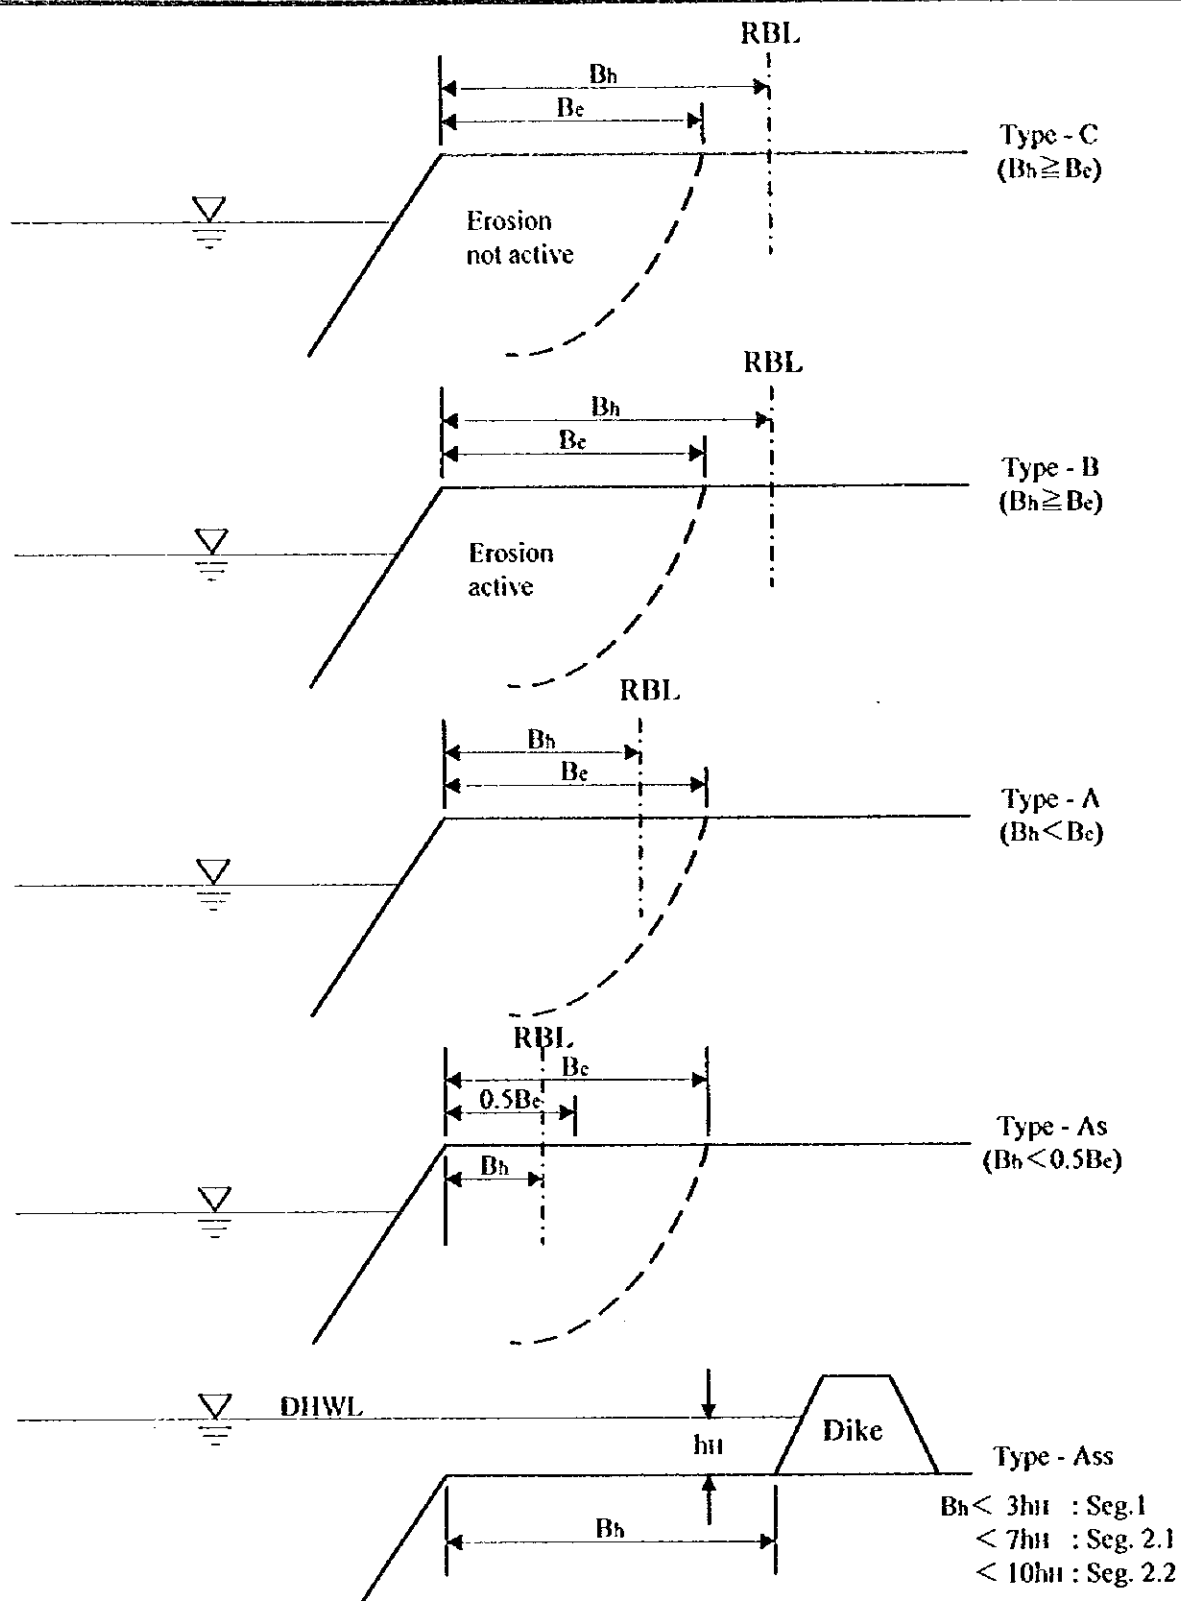 RBL
Bh
Be
Type - C
(Bh≧Be)
Erosion
not active
RBL
Bh
Be
Type - B
(Bh≧Be)
Erosion
active
RBL
Bh
Be
Type - A
(Bh<Be)
RBL
Be
0.5Be
Type - As
(Bh<0.5Be)
Bh
DHWL
Dike
hH
Type - Ass
Bh< 3hH : Seg.1
< 7hH : Seg. 2.1
< 10hH : Seg. 2.2
Bh